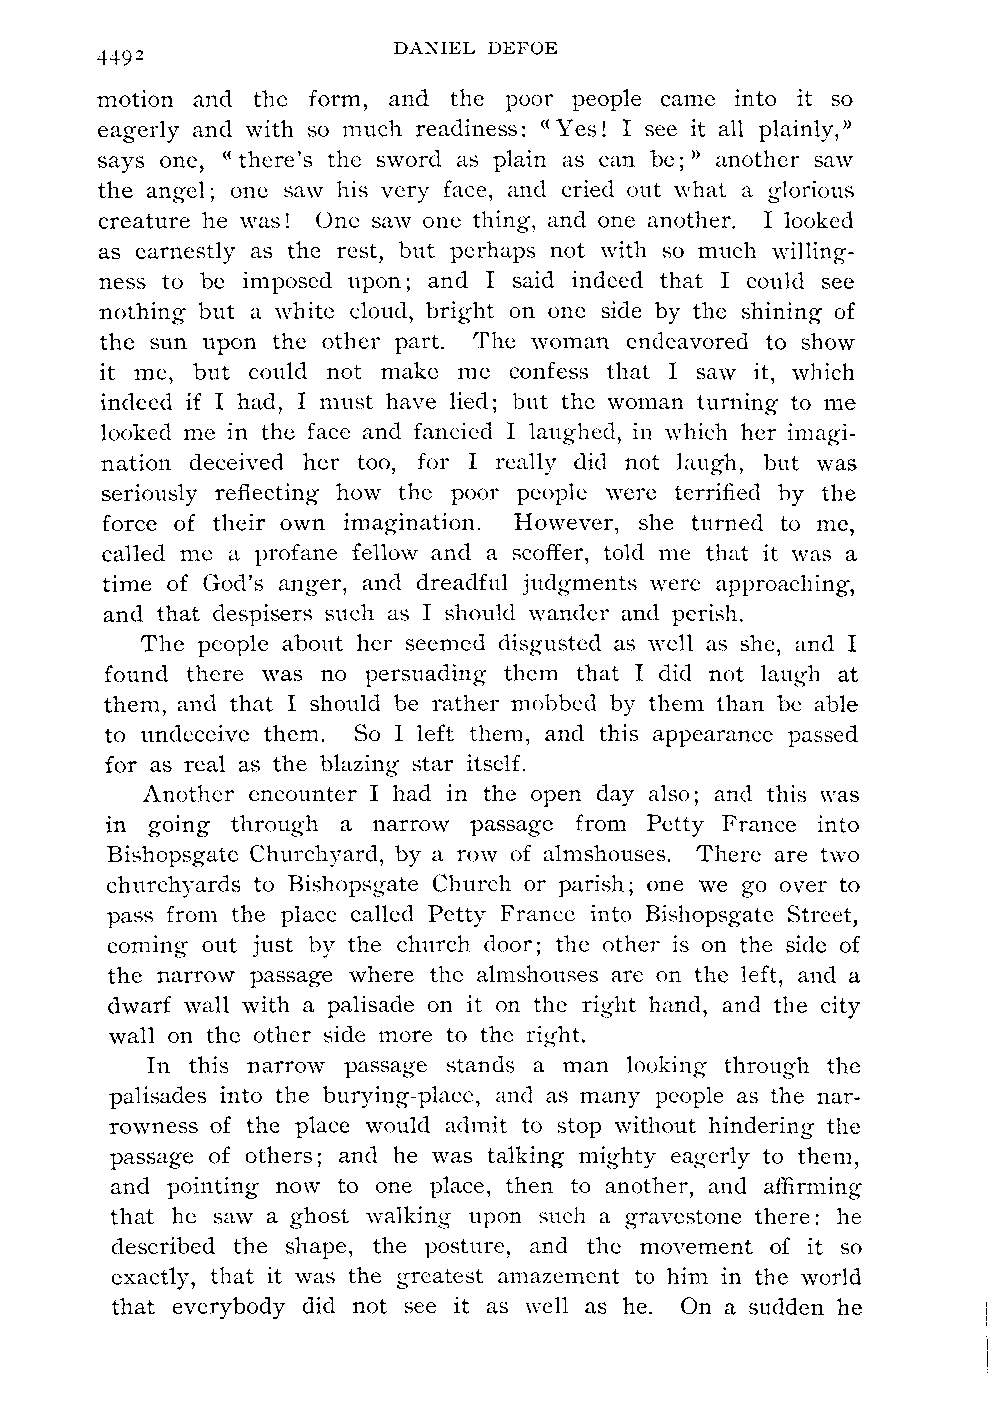 4492
DANIEL DEFOE
motion and the form, and the poor people came into it so
eagerly and with so much readiness: "Yes! I see it all plainly,"
says one, "there's the sword as plain as can be;" another saw
the angel; one saw his very face, and cried out what a glorious
creature he was! One saw one thing, and one another. I looked
as earnestly as the rest, but perhaps not with so much willing-
ness to be imposed upon; and I said indeed that I could see
nothing but a white cloud, bright on one side by the shining of
the sun upon the other part. The woman endeavored to show
it me, but could not make me confess that I saw it, which
indeed if I had, I must have lied; but the woman turning to me
looked me in the face and fancied I laughed, in which her imagi-
nation deceived her too, for I really did not laugh, but was
seriously reflecting how the poor people were terrified by the
force of their own imagination. However, she turned to me,
called me a profane fellow and a scoffer, told me that it was a
time of God's anger, and dreadful judgments were approaching,
and that despisers such as I should wander and perish.
The people about her seemed disgusted as well as she, and I
found there was no persuading them that I did not laugh at
them, and that I should be rather mobbed by them than be able
to undeceive them. So I left them, and this appearance passed
for as real as the blazing star itself.
Another encounter I had in the open day also; and this was
in going through a narrow passage from Petty France into
Bishopsgate Churchyard, by a row of almshouses. There are two
churchyards to Bishopsgate Church or parish; one we go over to
pass from the place called Petty France into Bishopsgate Street,
coming out just by the church door; the other is on the side of
the narrow passage where the almshouses are on the left, and a
dwarf wall with a palisade on it on the right hand, and the city
wall on the other side more to the right.
In this narrow passage stands a man looking through the
palisades into the burying-place, and as many people as the nar-
rowness of the place would admit to stop without hindering the
passage of others; and he was talking mighty eagerly to them,
and pointing now to one place, then to another, and affirming
that he saw a ghost walking upon such a gravestone there: he
described the shape, the posture, and the movement of it so
exactly, that it was the greatest amazement to him in the world
that everybody did not see it as well as he. On a sudden he